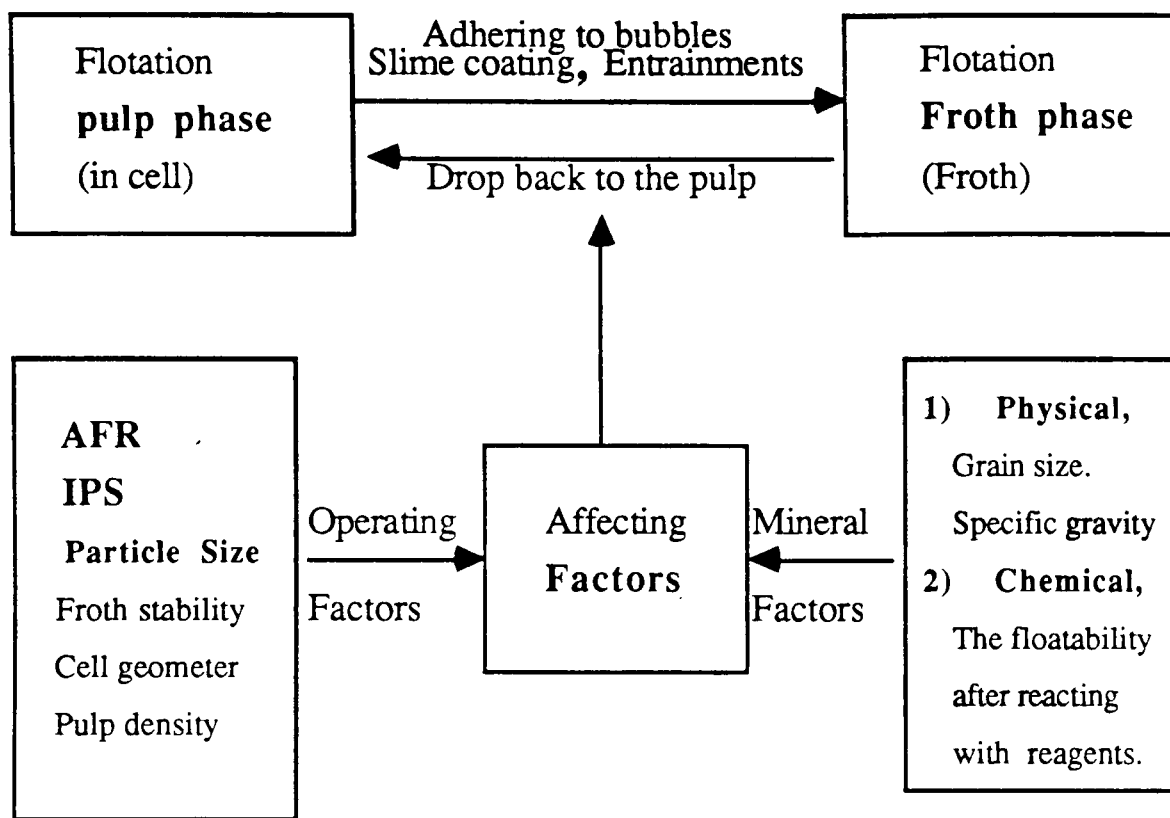 Flotation
pulp phase
(in cell)
Adhering to bubbles
Slime coating, Entrainments
Drop back to the pulp
Flotation
Froth phase
(Froth)
AFR
IPS
Particle Size
Froth stability
Cell geometer
Pulp density
Operating
Factors
Affecting
Factors
Mineral
Factors
1) Physical,
Grain size.
Specific gravity
2) Chemical,
The floatability
after reacting
with reagents.